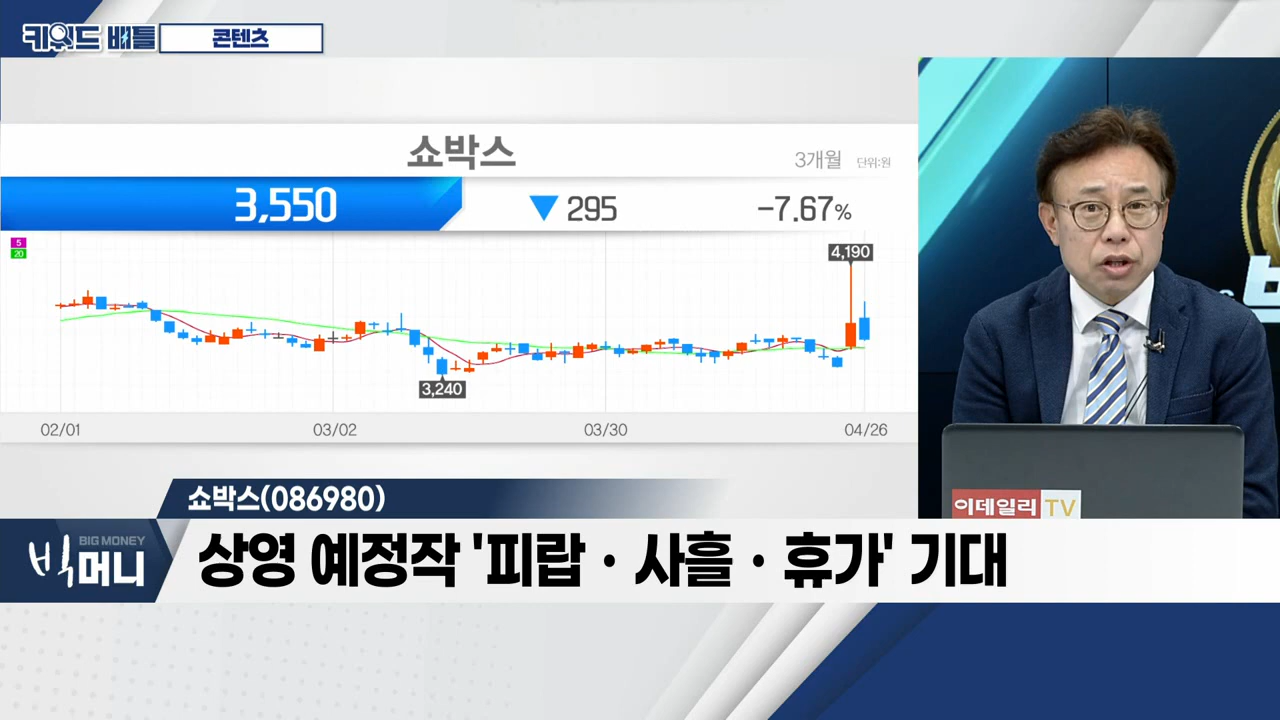 키워드 배틀 콘텐츠
쇼박스
3개월 단위:원
3,550 ▼ 295 -7.67%
5
20
4,190
3,240
02/01 03/02 03/30 04/26
이데일리 TV
쇼박스(086980)
BIG MONEY
빅머니
상영 예정작 '피랍·사흘·휴가' 기대